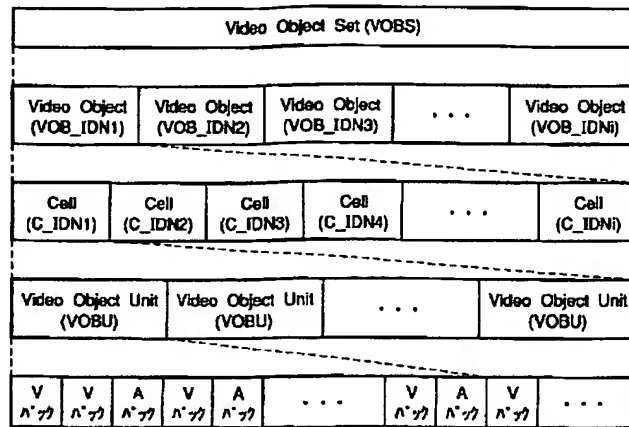 Video Object Set (VOBS)
Video Object Video Object Video Object . . . Video Object
(VOB_IDN1) (VOB_IDN2) (VOB_IDN3) (VOB_IDNi)
Cell Cell Cell Cell . . . Cell
(C_IDN1) (C_IDN2) (C_IDN3) (C_IDN4) (C_IDNi)
Video Object Unit Video Object Unit . . . Video Object Unit
(VOBU) (VOBU) (VOBU)
V V A V A . . . V A V . . .
パック パック パック パック パック パック パック パック